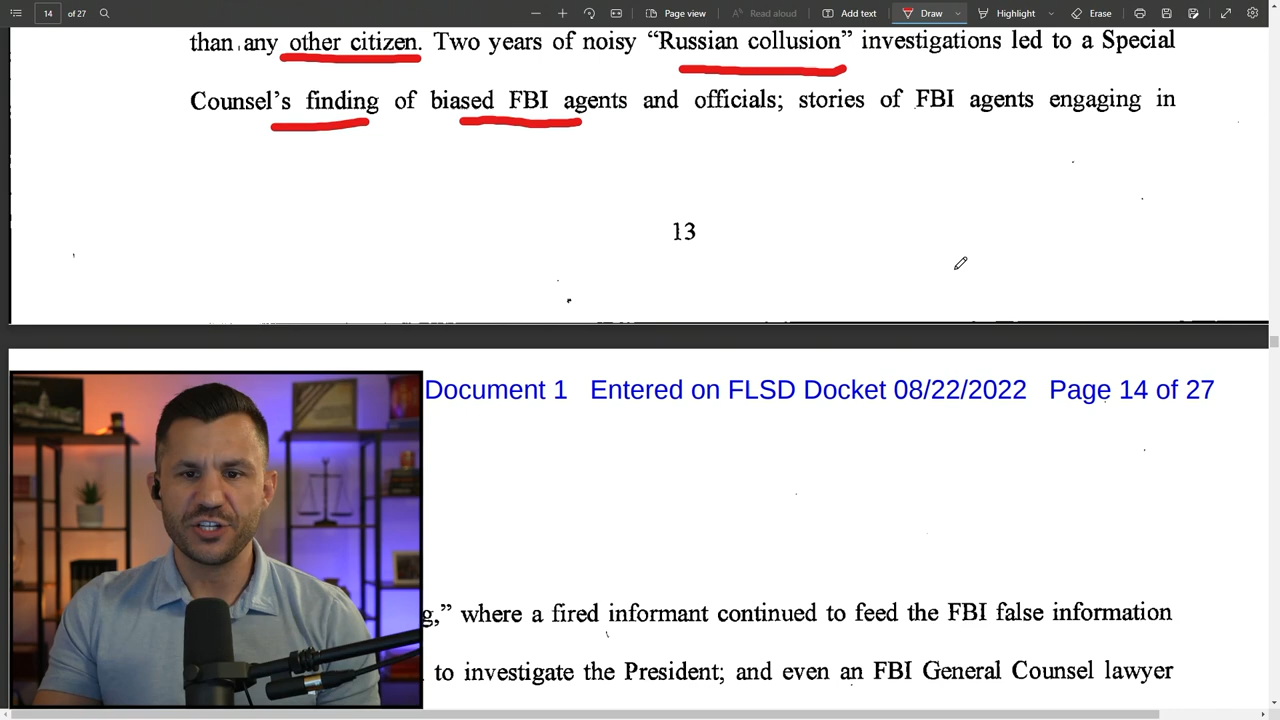 14 of 27 Page view Read aloud Add text Draw Highlight Erase
than any other citizen. Two years of noisy “Russian collusion” investigations led to a Special
Counsel’s finding of biased FBI agents and officials; stories of FBI agents engaging in
13
Document 1 Entered on FLSD Docket 08/22/2022 Page 14 of 27
g,” where a fired informant continued to feed the FBI false information
to investigate the President; and even an FBI General Counsel lawyer